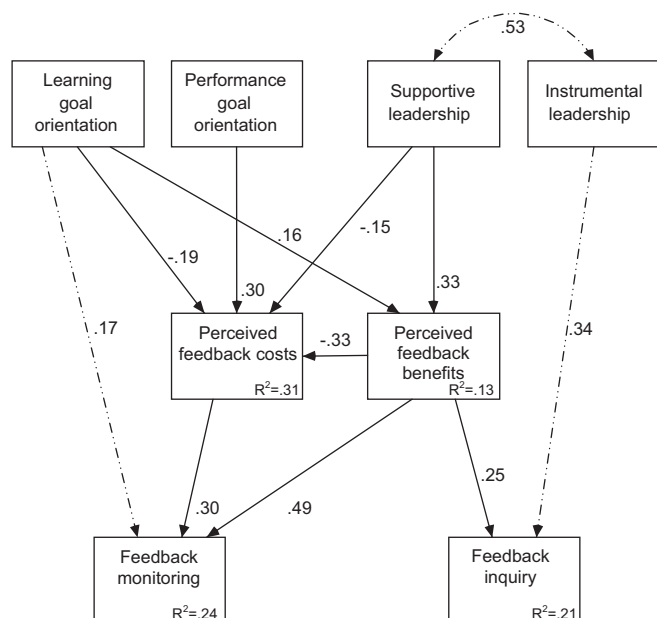 .53
Learning
goal
orientation
Performance
goal
orientation
Supportive
leadership
Instrumental
leadership
-.19
.16
-.15
.30
.33
.17
.34
Perceived
feedback costs
R²=.31
-.33
Perceived
feedback
benefits
R²=.13
.30
.49
.25
Feedback
monitoring
R²=.24
Feedback
inquiry
R²=.21